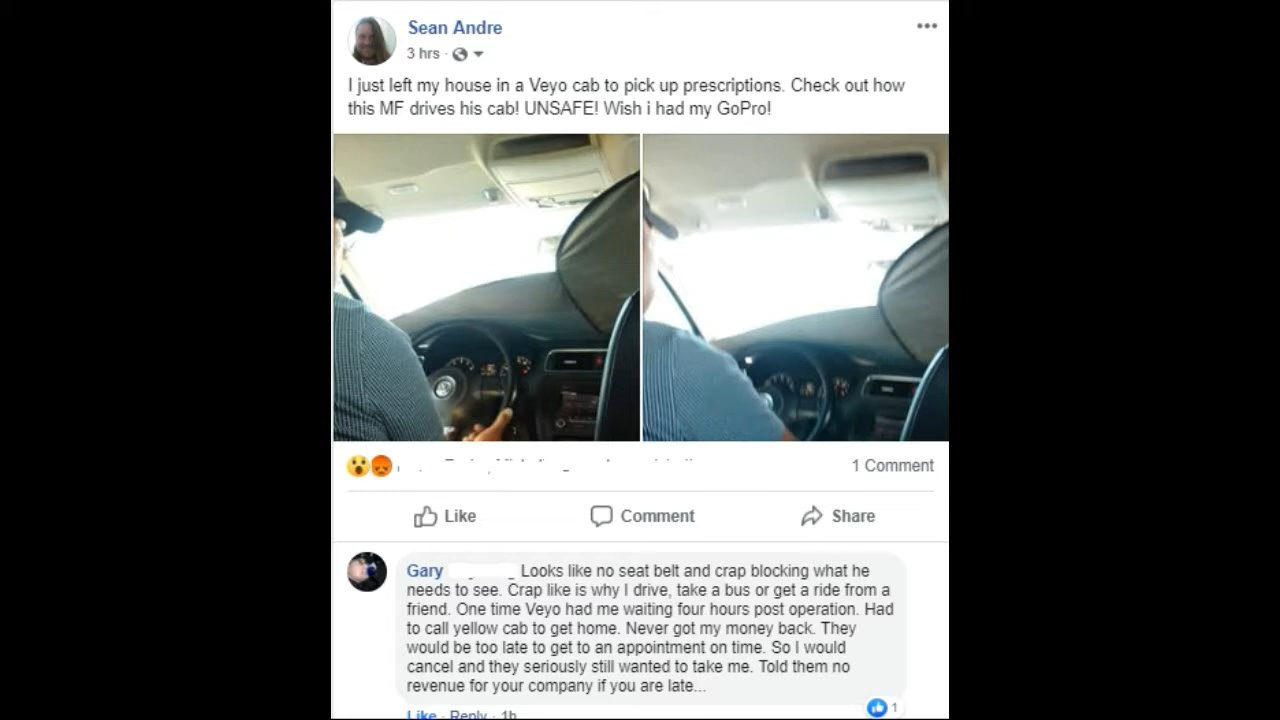 Sean Andre
3 hrs ·
I just left my house in a Veyo cab to pick up prescriptions. Check out how
this MF drives his cab! UNSAFE! Wish i had my GoPro!
1 Comment
Like Comment Share
Gary Looks like no seat belt and crap blocking what he
needs to see. Crap like is why I drive, take a bus or get a ride from a
friend. One time Veyo had me waiting four hours post operation. Had
to call yellow cab to get home. Never got my money back. They
would be too late to get to an appointment on time. So I would
cancel and they seriously still wanted to take me. Told them no
revenue for your company if you are late...
Like · Reply · 1h
1